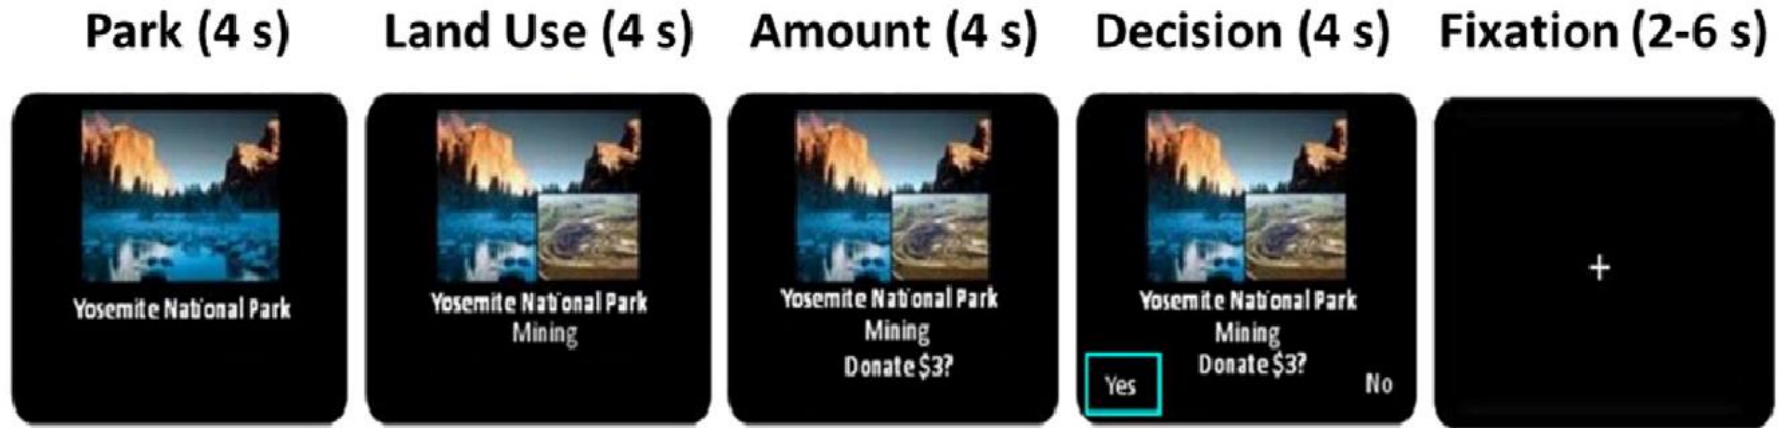 Park (4 s)
Land Use (4 s)
Amount (4 s)
Decision (4 s)
Fixation (2-6 s)
Yosemite National Park
Yosemite National Park
Mining
Yosemite National Park
Mining
Donate $3?
Yosemite National Park
Mining
Donate $3?
Yes
No
+